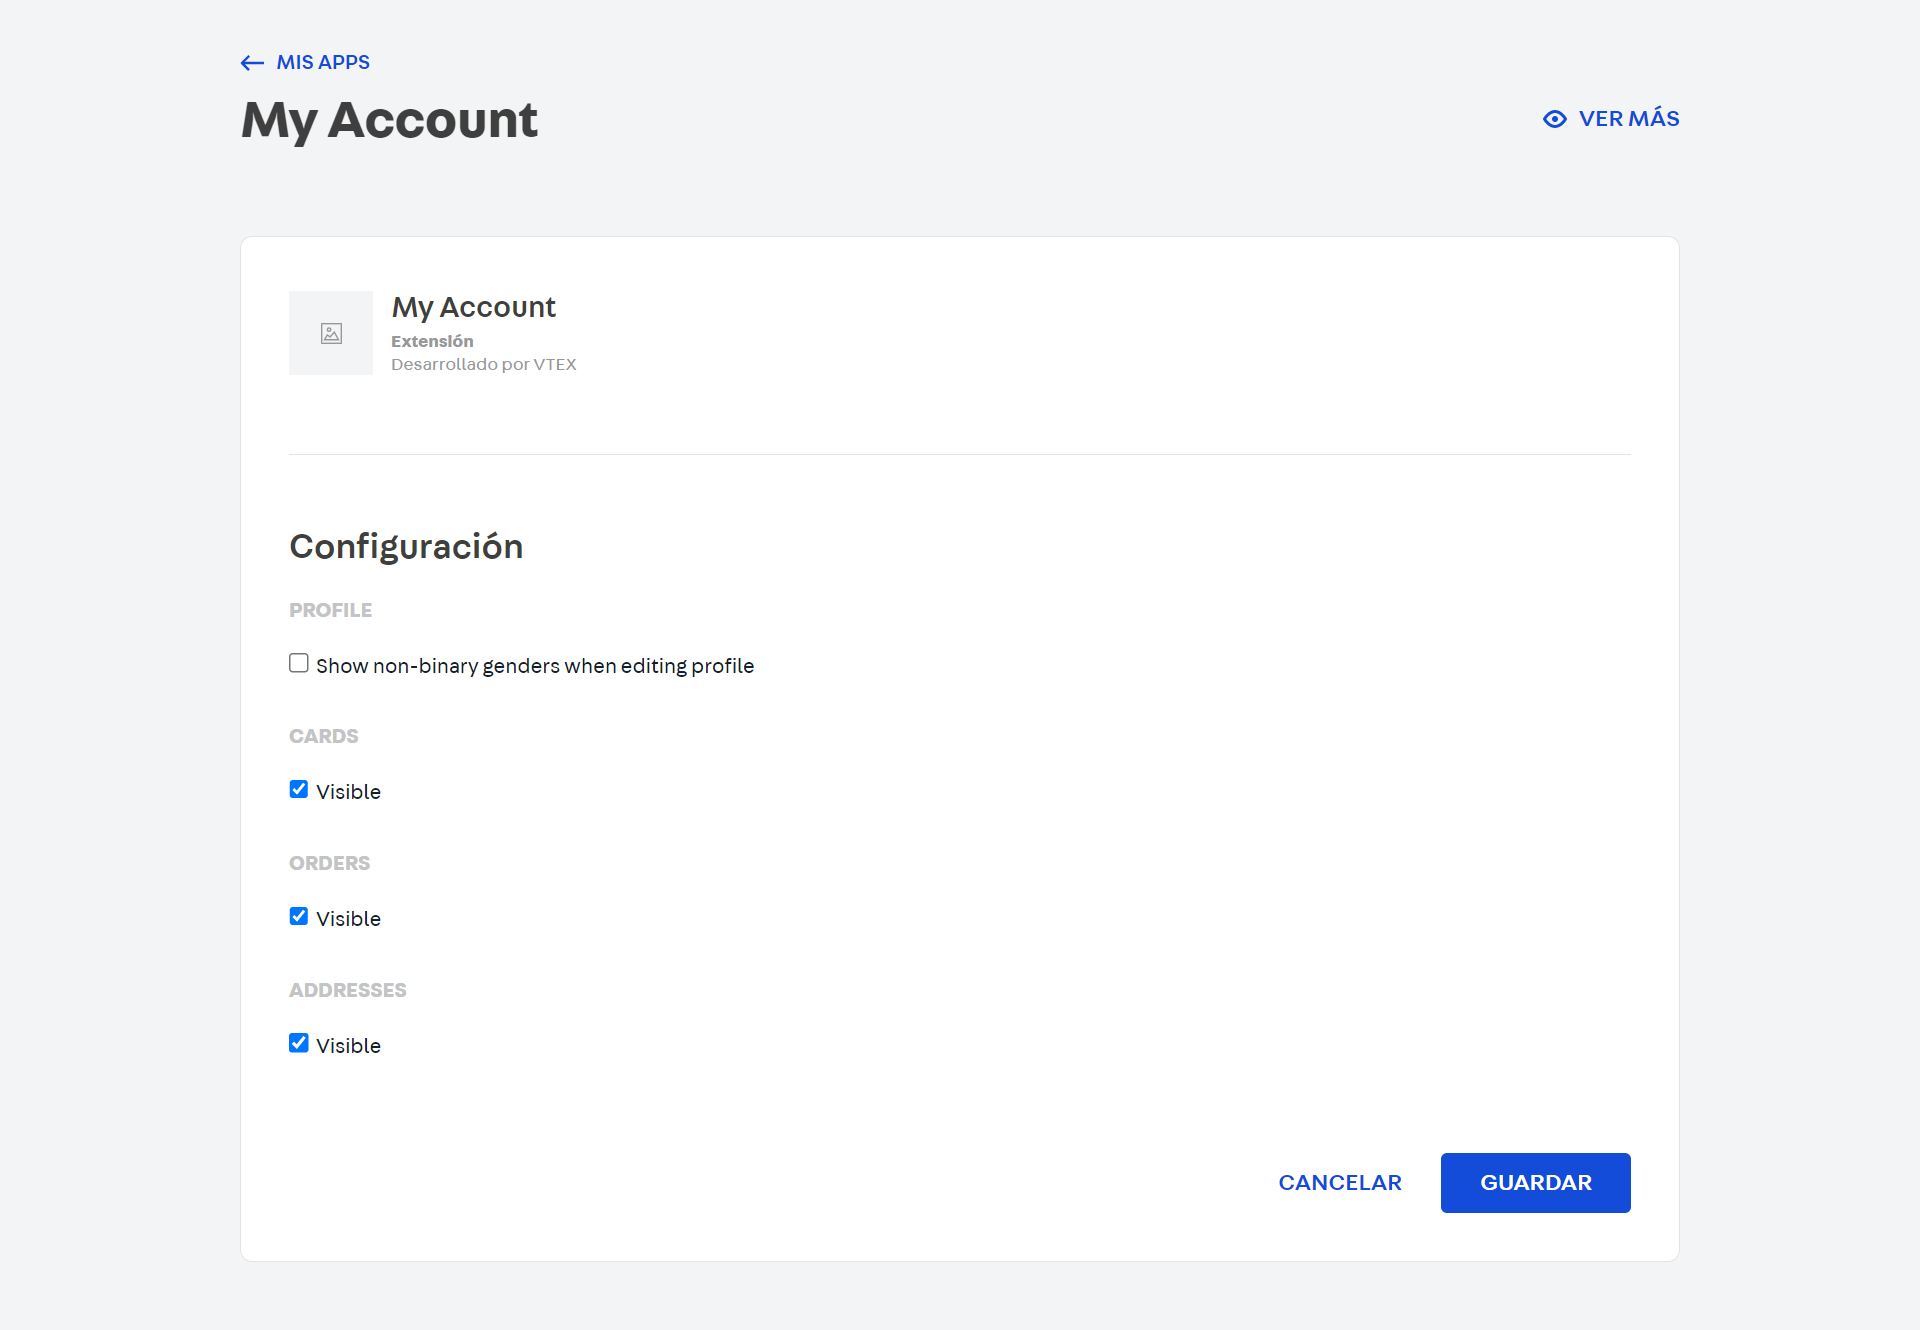 MIS APPS
My Account
VER MÁS
My Account
Extensión
Desarrollado por VTEX
Configuración
PROFILE
Show non-binary genders when editing profile
CARDS
Visible
ORDERS
Visible
ADDRESSES
Visible
CANCELAR
GUARDAR